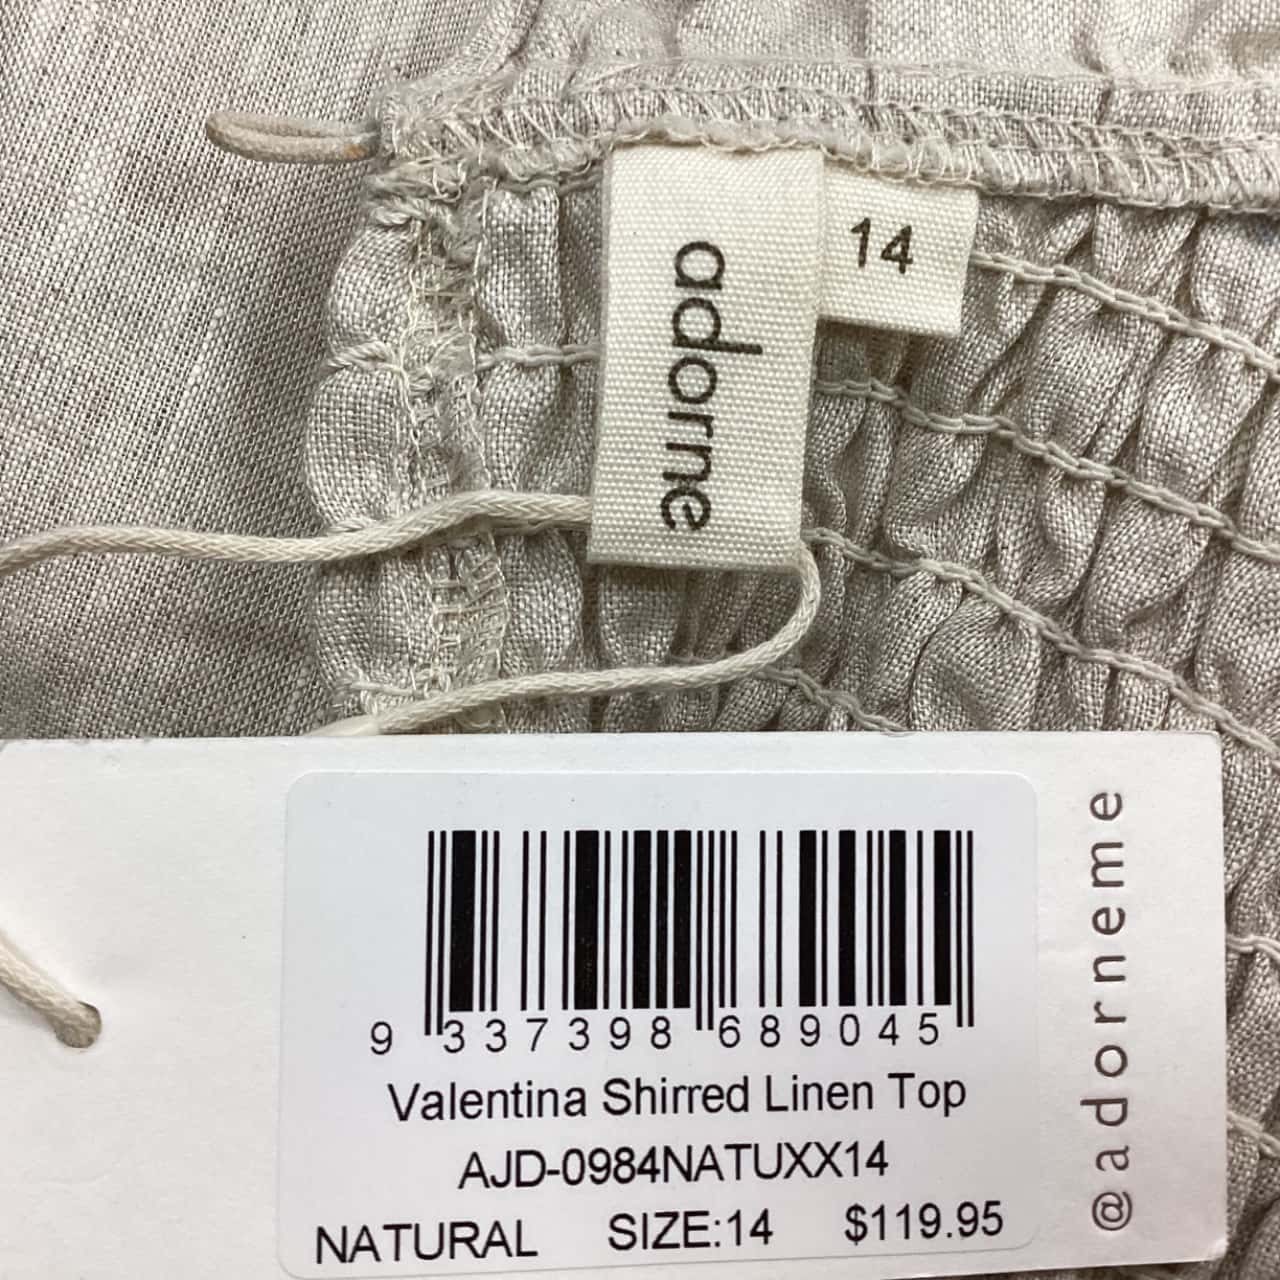 adorne
14
9 337398 689045
Valentina Shirred Linen Top
AJD-0984NATUXX14
NATURAL SIZE:14 $119.95
@adorneme